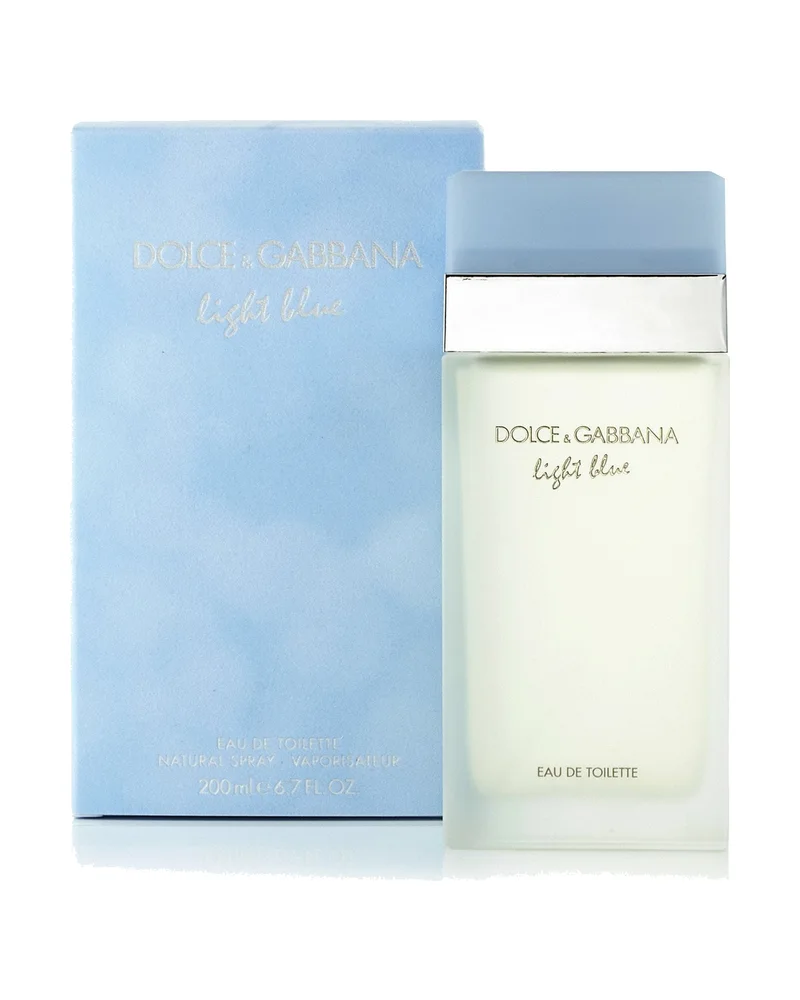 DOLCE & GABBANA
light blue
EAU DE TOILETTE
NATURAL SPRAY - VAPORISATEUR
200 ml e 6.7 FL.OZ.
DOLCE & GABBANA
light blue
EAU DE TOILETTE